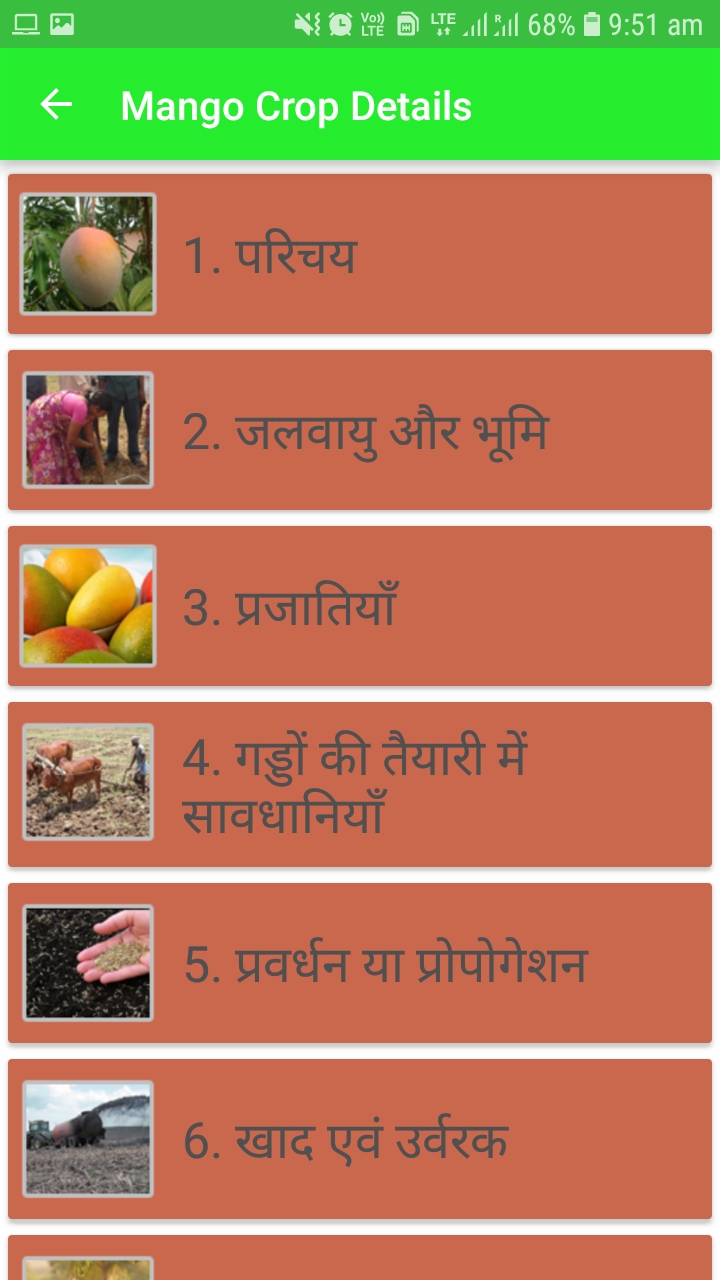 Vo)) LTE LTE R 68% 9:51 am
Mango Crop Details
1. परिचय
2. जलवायु और भूमि
3. प्रजातियाँ
4. गड्डों की तैयारी में
सावधानियाँ
5. प्रवर्धन या प्रोपोगेशन
6. खाद एवं उर्वरक